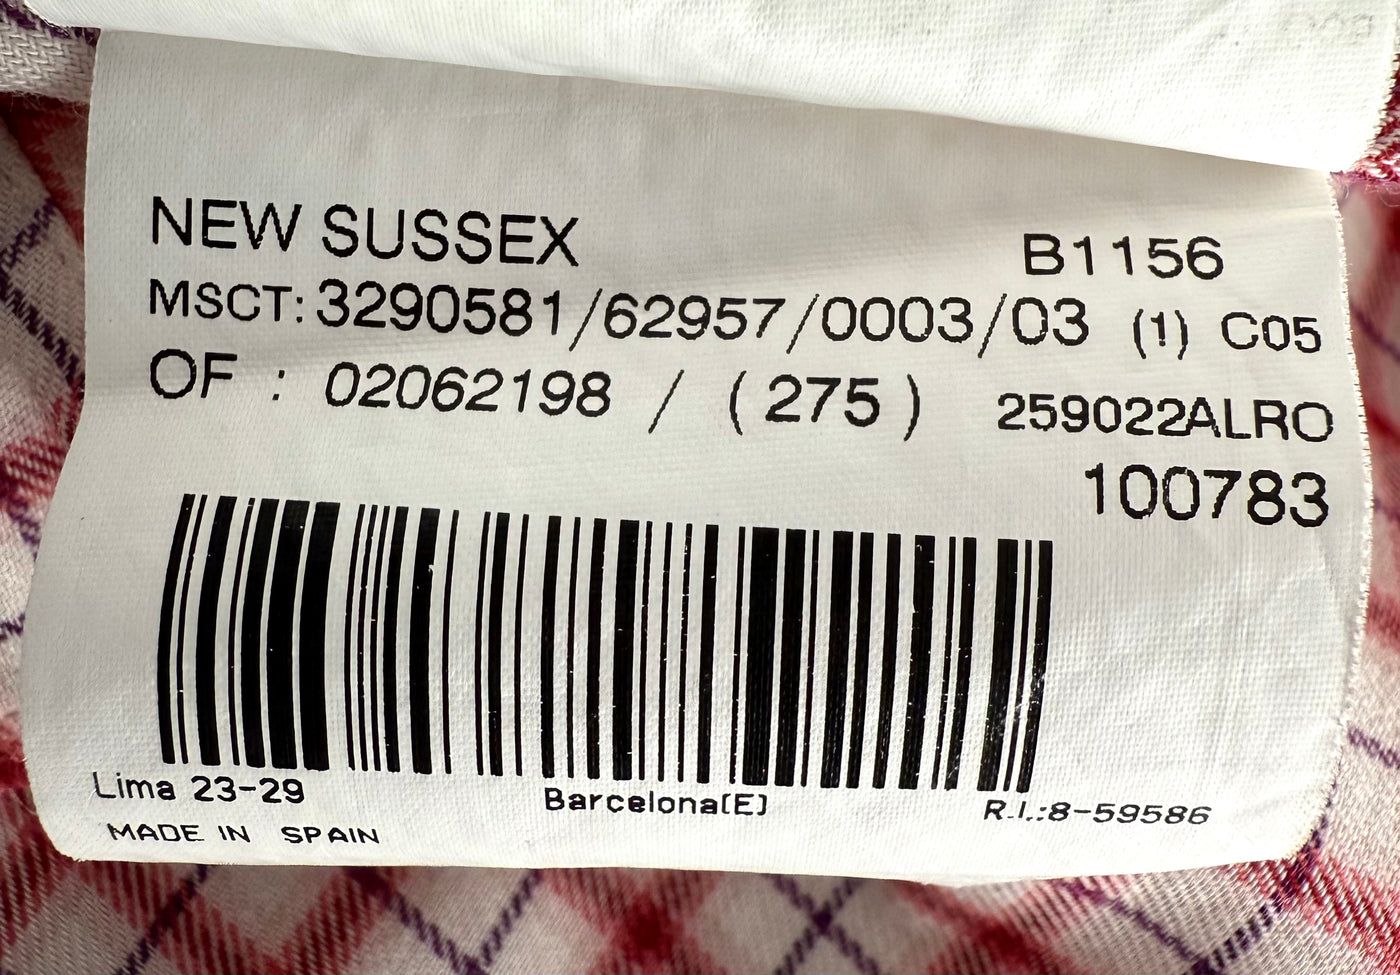 NEW SUSSEX B1156
MSCT: 3290581/62957/0003/03 (1) C05
OF : 02062198 / ( 275 ) 259022ALRO
100783
Lima 23-29 Barcelona(E) R.I.:8-59586
MADE IN SPAIN